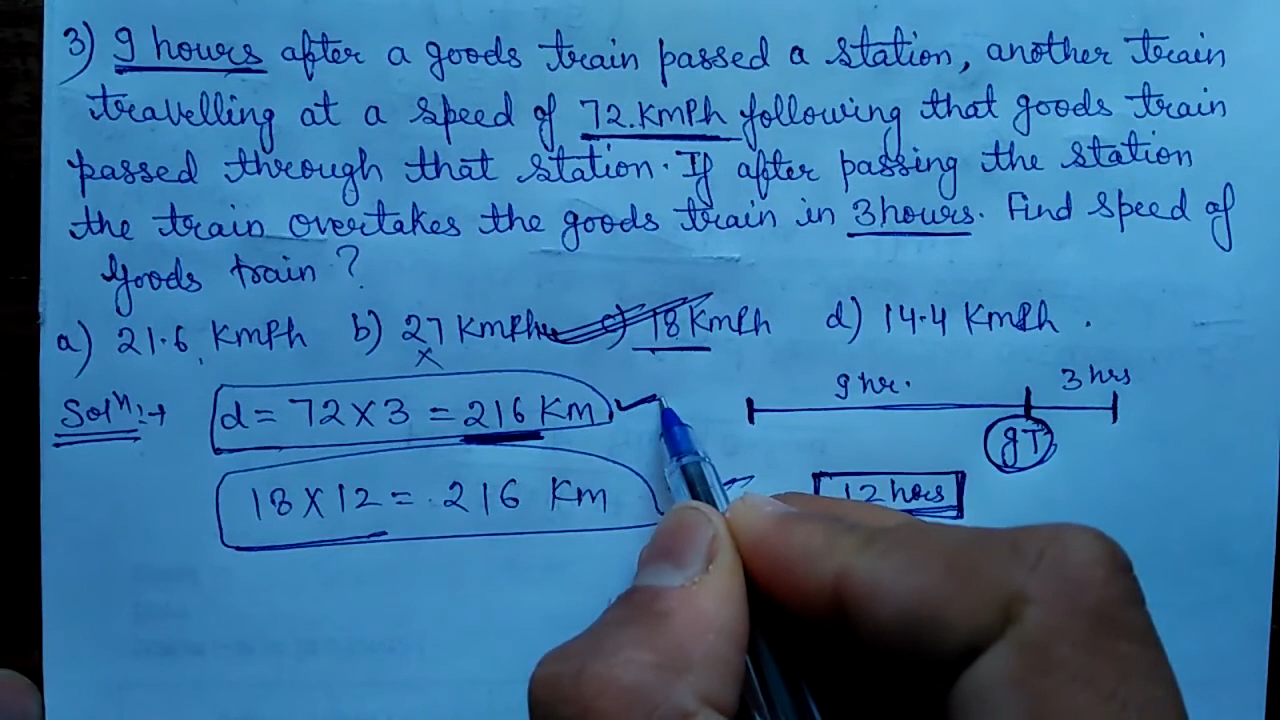 3) 9 hours after a goods train passed a station, another train
travelling at a speed of 72 KmPh following that goods train
passed through that station. If after passing the station
the train overtakes the goods train in 3 hours. Find speed of
goods train ?
a) 21.6 KmPh b) 27 KmPh c) 18 KmPh d) 14.4 KmPh .
9 hr. 3 hrs
Solⁿ :→ d = 72 × 3 = 216 Km
gT
18 × 12 = 216 Km 12 hors